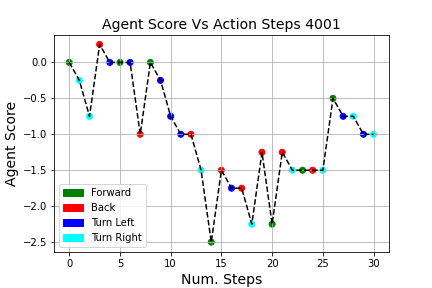 Agent Score Vs Action Steps 4001
Agent Score
0.0
−0.5
−1.0
−1.5
−2.0
−2.5
Forward
Back
Turn Left
Turn Right
0 5 10 15 20 25 30
Num. Steps